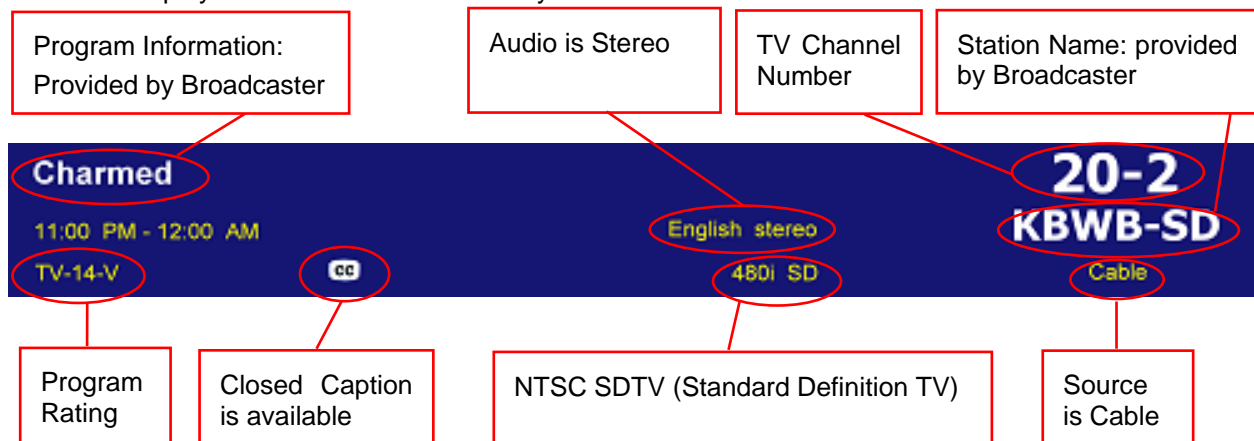 Program Information:
Provided by Broadcaster
Audio is Stereo
TV Channel
Number
Station Name: provided
by Broadcaster
Charmed
20-2
KBWB-SD
11:00 PM - 12:00 AM
English stereo
TV-14-V
cc
480i SD
Cable
Program
Rating
Closed Caption
is available
NTSC SDTV (Standard Definition TV)
Source
is Cable